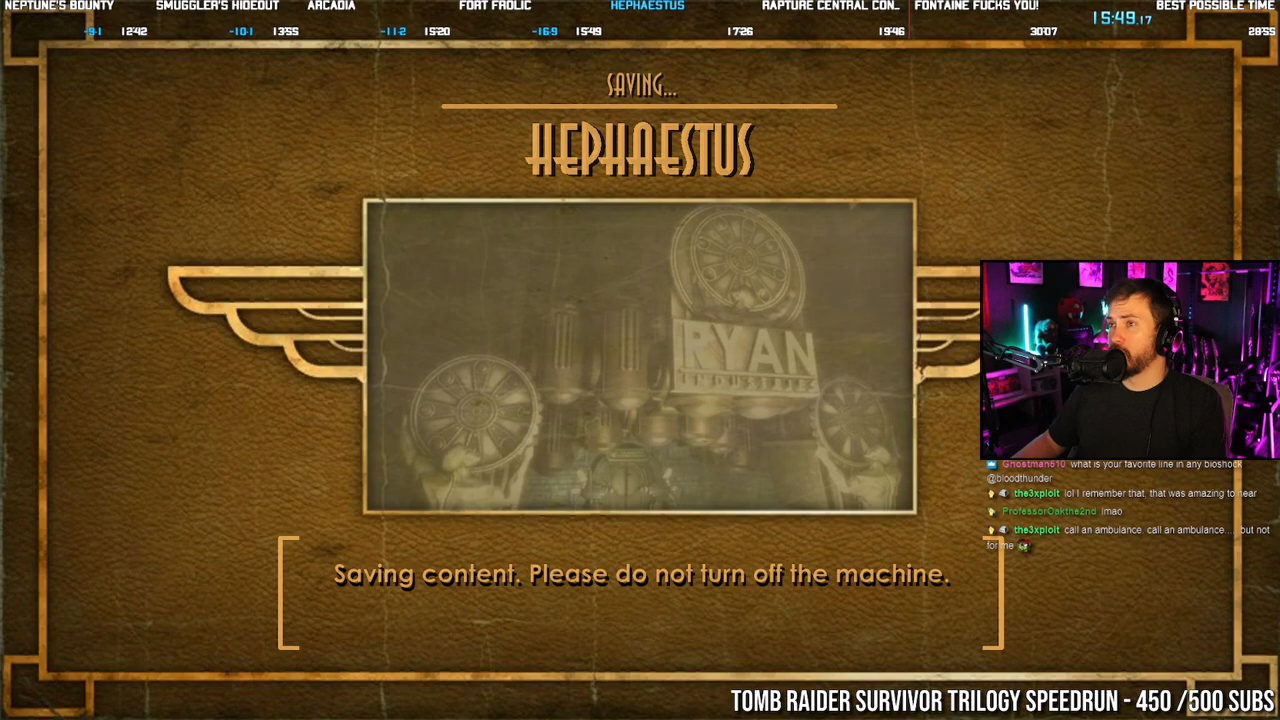 NEPTUNE'S BOUNTY SMUGGLER'S HIDEOUT ARCADIA FORT FROLIC HEPHAESTUS RAPTURE CENTRAL CON... FONTAINE FUCKS YOU! BEST POSSIBLE TIME
15:49.17
-9.1 12:42 -10.1 13:55 -11.2 15:20 -16.9 15:49 17:26 19:46 30:07 28:55
SAVING...
HEPHAESTUS
RYAN
INDUSTRIES
Ghostman610 what is your favorite line in any bioshock
@bloodthunder
the3xploit lol I remember that, that was amazing to hear
ProfessorOakthe2nd lmao
the3xploit call an ambulance. call an ambulance.... but not
for me
Saving content. Please do not turn off the machine.
TOMB RAIDER SURVIVOR TRILOGY SPEEDRUN - 450 /500 SUBS